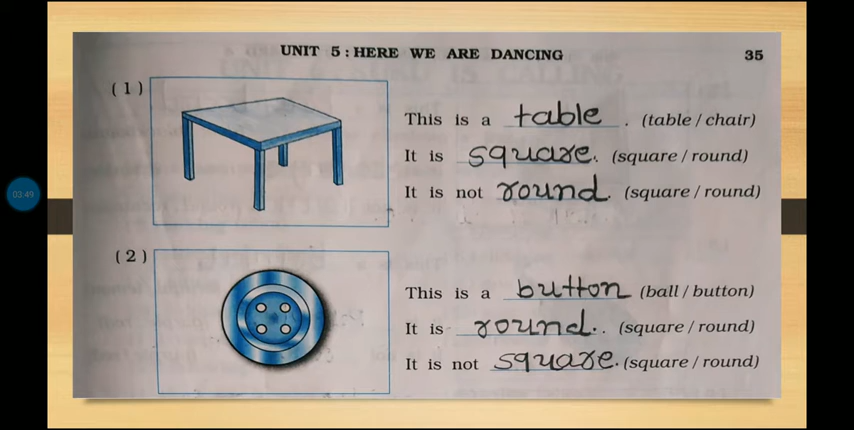 UNIT 5 : HERE WE ARE DANCING 35
(1)
This is a table. (table / chair)
It is square. (square / round)
It is not round. (square / round)
03:49
(2)
This is a button (ball / button)
It is round.. (square / round)
It is not square. (square / round)